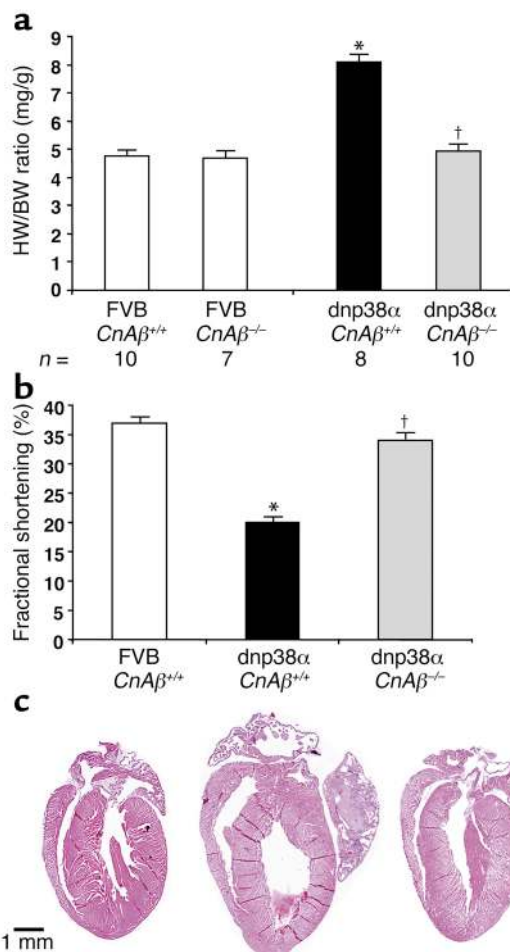 a
HW/BW ratio (mg/g)
9
8
7
6
5
4
3
2
1
0
*
†
FVB FVB dnp38α dnp38α
CnAβ+/+ CnAβ–/– CnAβ+/+ CnAβ–/–
n = 10 7 8 10
b
Fractional shortening (%)
40
35
30
25
20
15
10
5
0
*
†
FVB dnp38α dnp38α
CnAβ+/+ CnAβ+/+ CnAβ–/–
c
1 mm